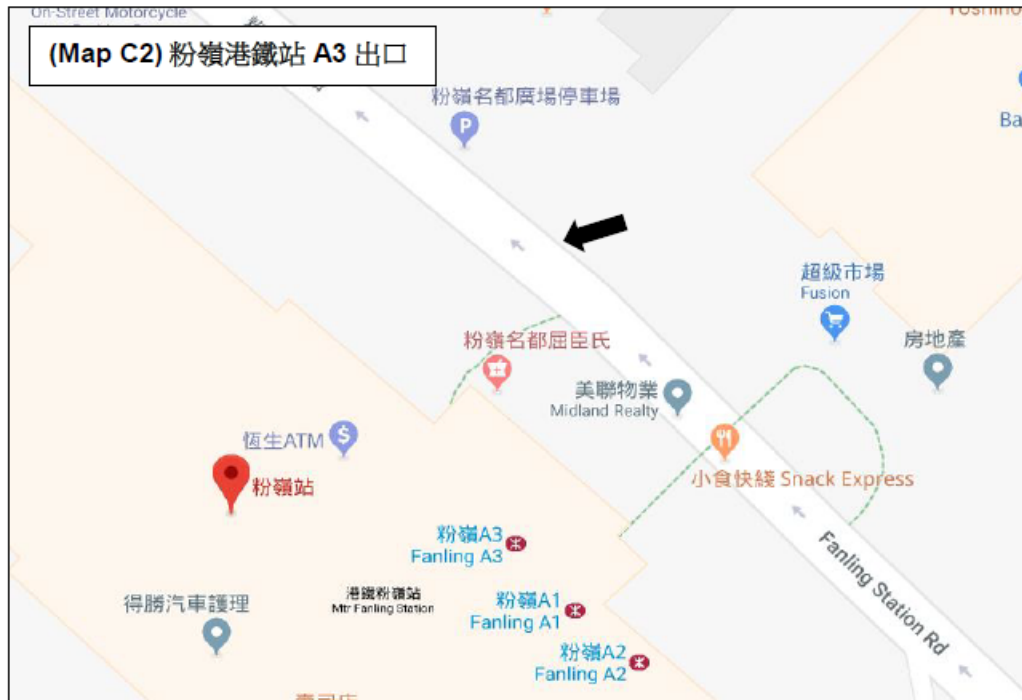 On-Street Motorcycle
(Map C2) 粉嶺港鐵站 A3 出口
粉嶺名都廣場停車場
P
超級市場
Fusion
房地產
粉嶺名都屈臣氏
美聯物業
Midland Realty
恆生ATM
$
粉嶺站
小食快綫 Snack Express
粉嶺A3
Fanling A3
Fanling Station Rd
港鐵粉嶺站
Mtr Fanling Station
粉嶺A1
Fanling A1
得勝汽車護理
粉嶺A2
Fanling A2